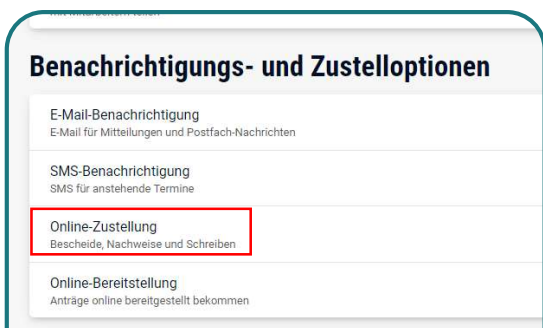 Benachrichtigungs- und Zustelloptionen
E-Mail-Benachrichtigung
E-Mail für Mitteilungen und Postfach-Nachrichten
SMS-Benachrichtigung
SMS für anstehende Termine
Online-Zustellung
Bescheide, Nachweise und Schreiben
Online-Bereitstellung
Anträge online bereitgestellt bekommen